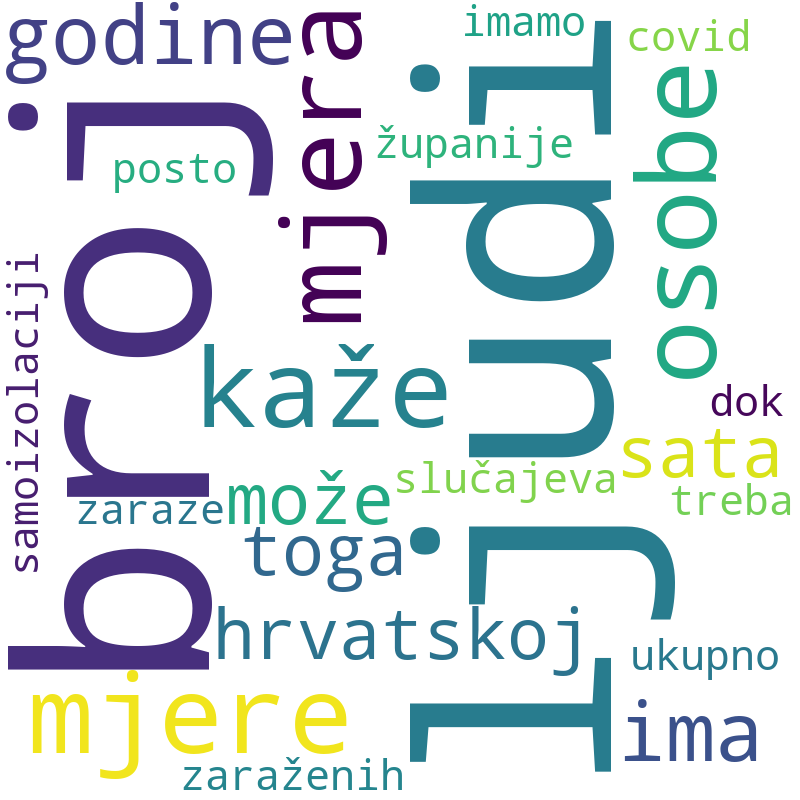 godine
imamo
covid
mjera
broj
ljudi
županije
posto
osobe
samoizolaciji
kaže
dok
sata
slučajeva
može
zaraze
treba
toga
hrvatskoj
ukupno
mjere
ima
zaraženih